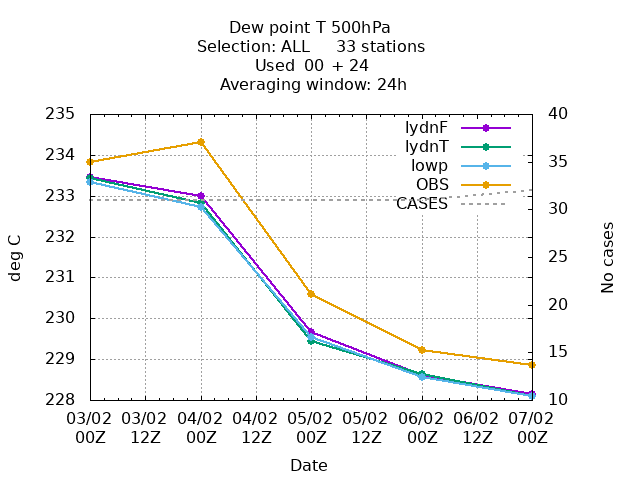 Dew point T 500hPa
Selection: ALL 33 stations
Used 00 + 24
Averaging window: 24h
235 40
lydnF
lydnT
234 35
lowp
OBS
233 30
CASES
232 25
deg C
No cases
231 20
230
229 15
228 10
03/02 03/02 04/02 04/02 05/02 05/02 06/02 06/02 07/02
00Z 12Z 00Z 12Z 00Z 12Z 00Z 12Z 00Z
Date